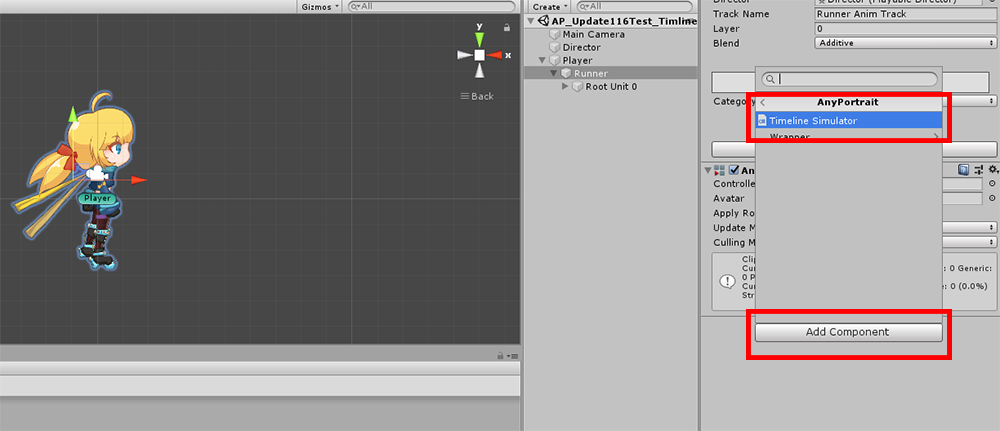 Gizmos
All
y
x
Back
Player
Create
All
AP_Update116Test_Timline
Main Camera
Director
Player
Runner
Root Unit 0
Director
Director (Playable Director)
Track Name
Runner Anim Track
Layer
0
Blend
Additive
Category
AnyPortrait
Timeline Simulator
Wrapper
An
Controlle
Avatar
Apply Ro
Update M
Culling M
Clip
Cur
: 0 Generic:
0 P
Cur
e: 0 (0.0%)
Str
Add Component